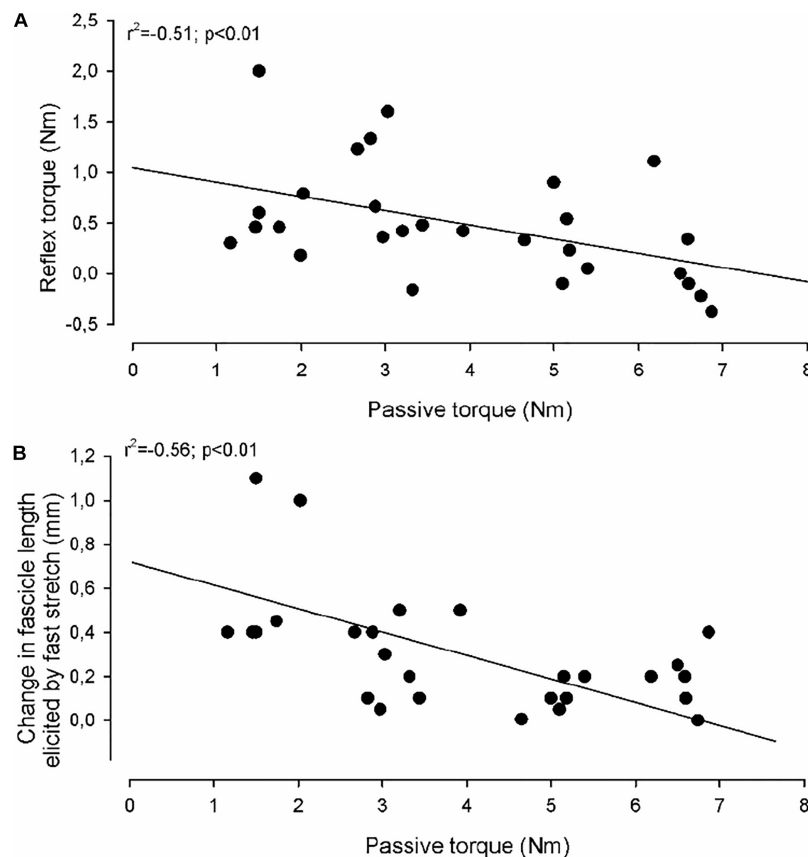 A
r²=-0.51; p<0.01
2,5
2,0
1,5
1,0
0,5
0,0
-0,5
Reflex torque (Nm)
0 1 2 3 4 5 6 7 8
Passive torque (Nm)
B
r²=-0.56; p<0.01
1,2
1,0
0,8
0,6
0,4
0,2
0,0
Change in fascicle length
elicited by fast stretch (mm)
0 1 2 3 4 5 6 7 8
Passive torque (Nm)